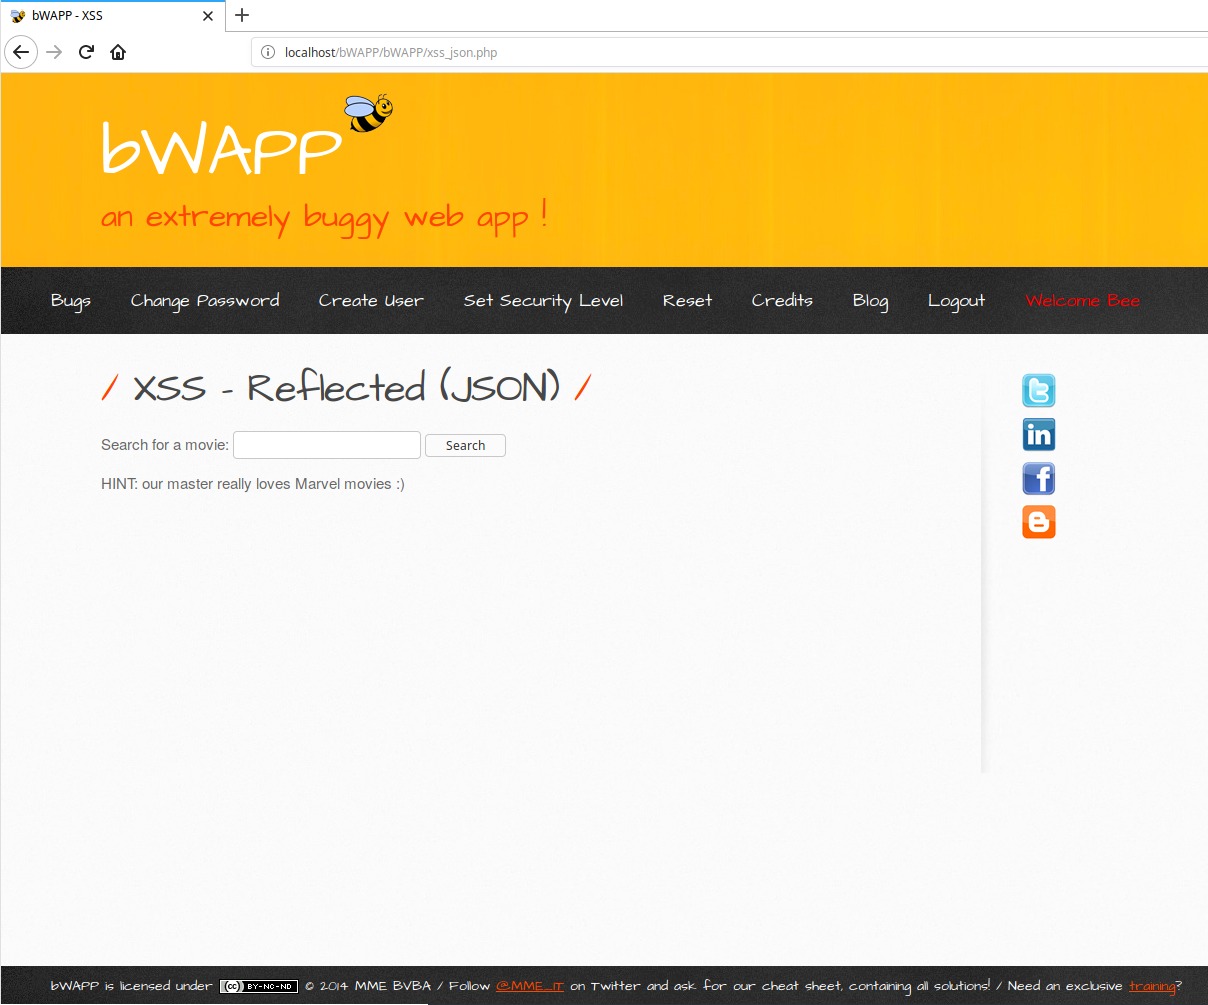 bWAPP - XSS
localhost/bWAPP/bWAPP/xss_json.php
bWAPP
an extremely buggy web app !
Bugs Change Password Create User Set Security Level Reset Credits Blog Logout Welcome Bee
/ XSS - Reflected (JSON) /
Search for a movie: Search
HINT: our master really loves Marvel movies :)
bWAPP is licensed under (cc) BY-NC-ND © 2014 MME BVBA / Follow @MME_IT on Twitter and ask for our cheat sheet, containing all solutions! / Need an exclusive training?